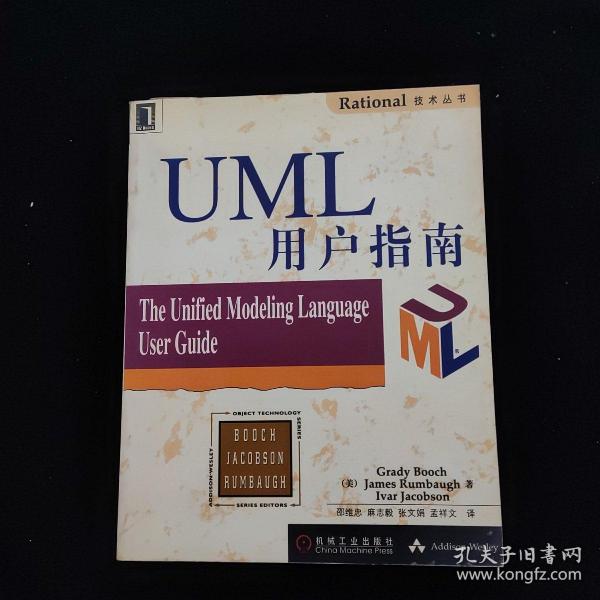 Rational 技术丛书
UML
用户指南
The Unified Modeling Language
User Guide
UML
OBJECT TECHNOLOGY
ADDISON-WESLEY
SERIES
BOOCH
JACOBSON
RUMBAUGH
SERIES EDITORS
Grady Booch
(美) James Rumbaugh 著
Ivar Jacobson
邵维忠 麻志毅 张文娟 孟祥文 译
机械工业出版社
China Machine Press
Addison Wesley
孔夫子旧书网
www.kongfz.com